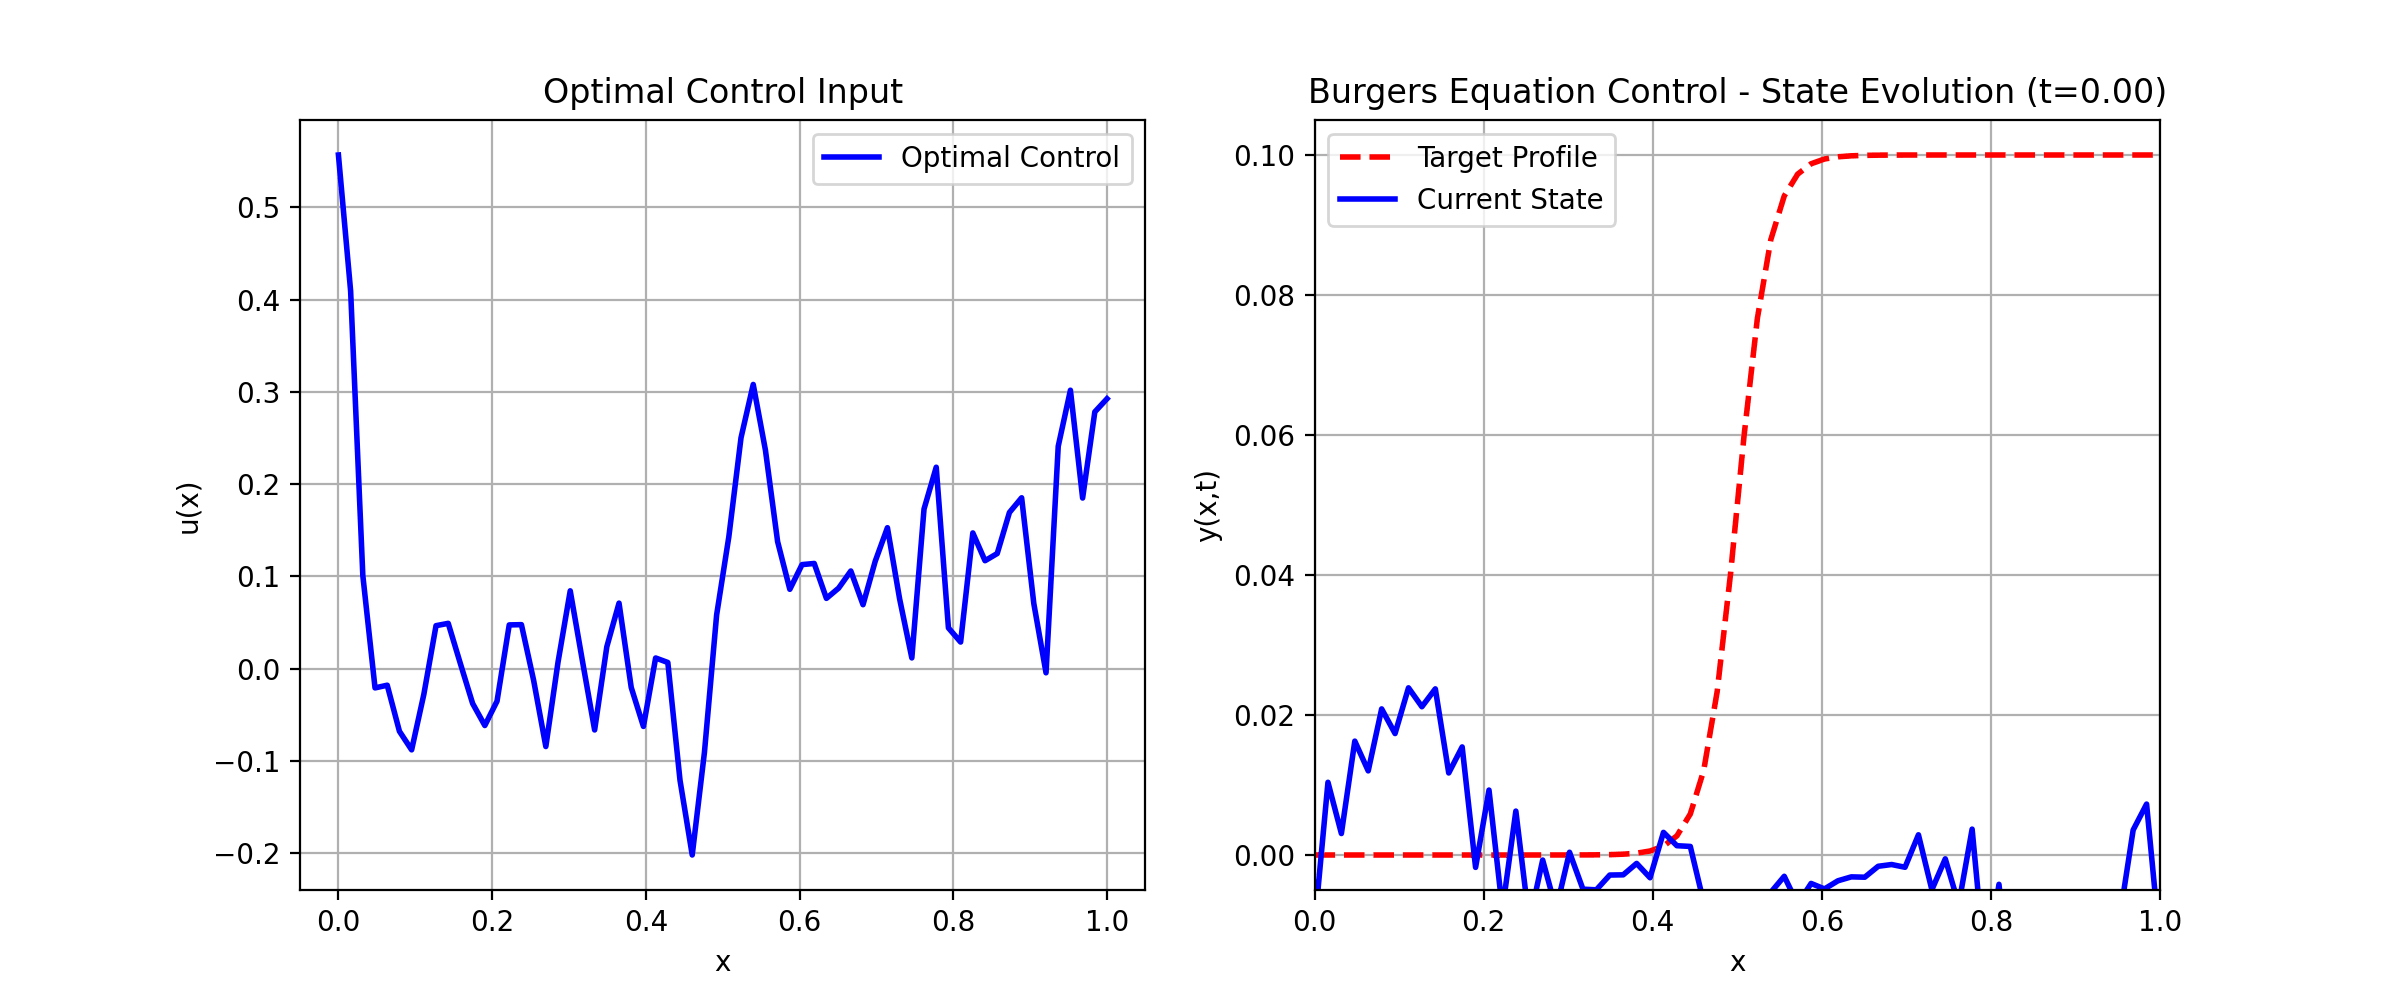 Optimal Control Input
Optimal Control
0.5
0.4
0.3
0.2
0.1
0.0
−0.1
−0.2
u(x)
0.0 0.2 0.4 0.6 0.8 1.0
x
Burgers Equation Control - State Evolution (t=0.00)
Target Profile
Current State
0.10
0.08
0.06
0.04
0.02
0.00
y(x,t)
0.0 0.2 0.4 0.6 0.8 1.0
x